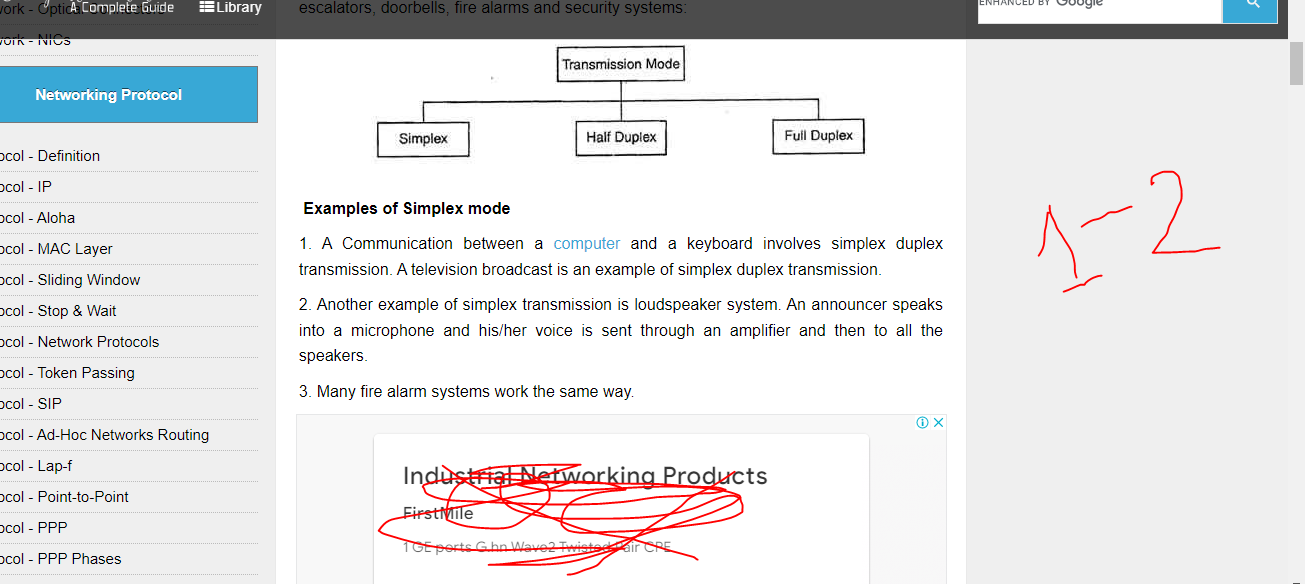 A Complete Guide
Library
escalators, doorbells, fire alarms and security systems:
ENHANCED BY Google
work - NICs
Networking Protocol
ocol - Definition
ocol - IP
ocol - Aloha
ocol - MAC Layer
ocol - Sliding Window
ocol - Stop & Wait
ocol - Network Protocols
ocol - Token Passing
ocol - SIP
ocol - Ad-Hoc Networks Routing
ocol - Lap-f
ocol - Point-to-Point
ocol - PPP
ocol - PPP Phases
Transmission Mode
Simplex
Half Duplex
Full Duplex
Examples of Simplex mode
1. A Communication between a computer and a keyboard involves simplex duplex
transmission. A television broadcast is an example of simplex duplex transmission.
2. Another example of simplex transmission is loudspeaker system. An announcer speaks
into a microphone and his/her voice is sent through an amplifier and then to all the
speakers.
3. Many fire alarm systems work the same way.
Industrial Networking Products
FirstMile
1 GE ports G.hn Wave2 Twisted Pair CPE
1-2